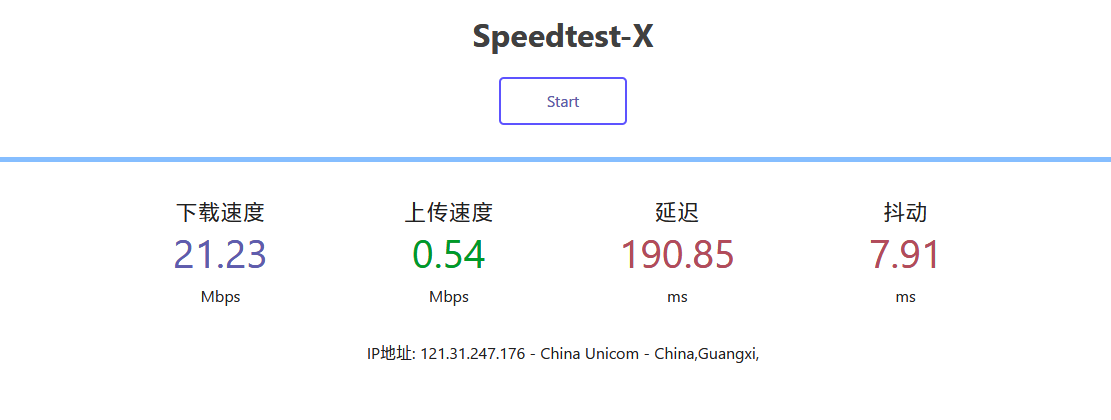 Speedtest-X
Start
下载速度 上传速度 延迟 抖动
21.23 0.54 190.85 7.91
Mbps Mbps ms ms
IP地址: 121.31.247.176 - China Unicom - China,Guangxi,